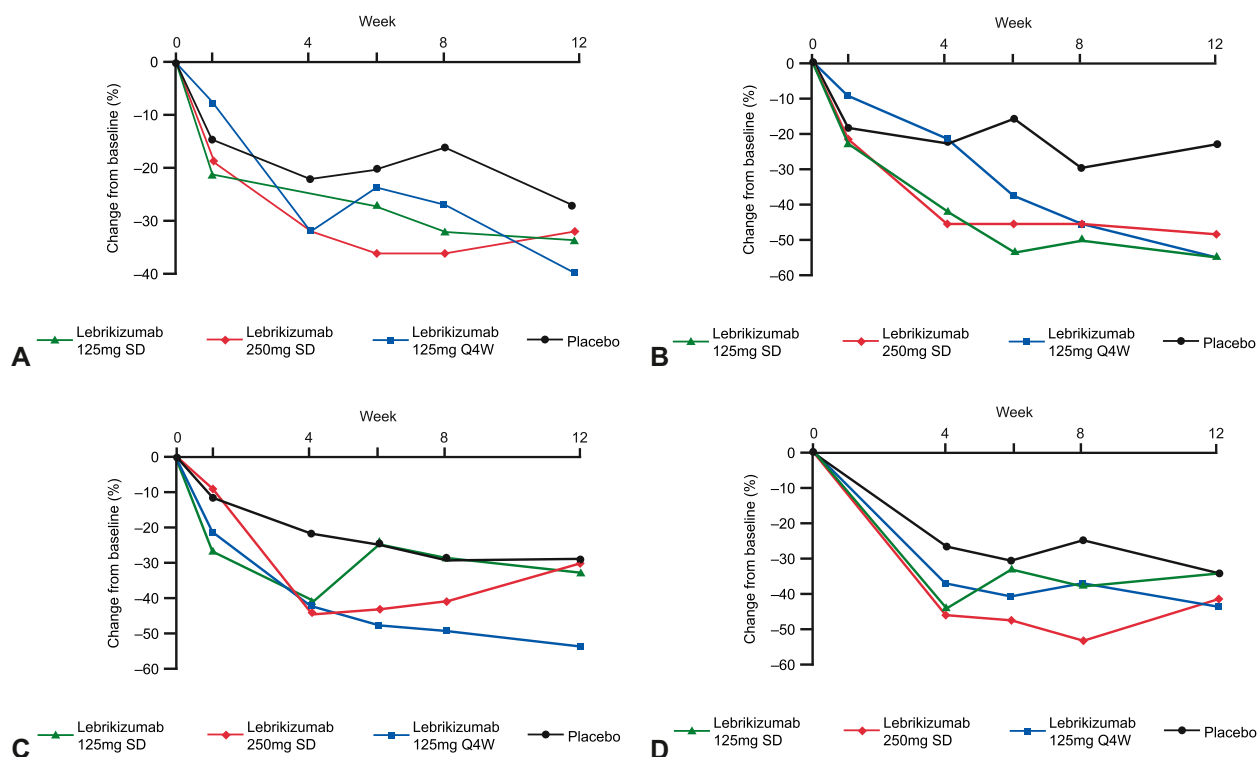 Week
0 4 6 8 12
0
–10
–20
–30
–40
Change from baseline (%)
Lebrikizumab
125mg SD
Lebrikizumab
250mg SD
Lebrikizumab
125mg Q4W
Placebo
A
Week
0 4 6 8 12
0
–10
–20
–30
–40
–50
–60
Change from baseline (%)
Lebrikizumab
125mg SD
Lebrikizumab
250mg SD
Lebrikizumab
125mg Q4W
Placebo
B
Week
0 4 8 12
0
–10
–20
–30
–40
–50
–60
Change from baseline (%)
Lebrikizumab
125mg SD
Lebrikizumab
250mg SD
Lebrikizumab
125mg Q4W
Placebo
C
Week
0 4 8 12
0
–10
–20
–30
–40
–50
–60
Change from baseline (%)
Lebrikizumab
125mg SD
Lebrikizumab
250mg SD
Lebrikizumab
125mg Q4W
Placebo
D